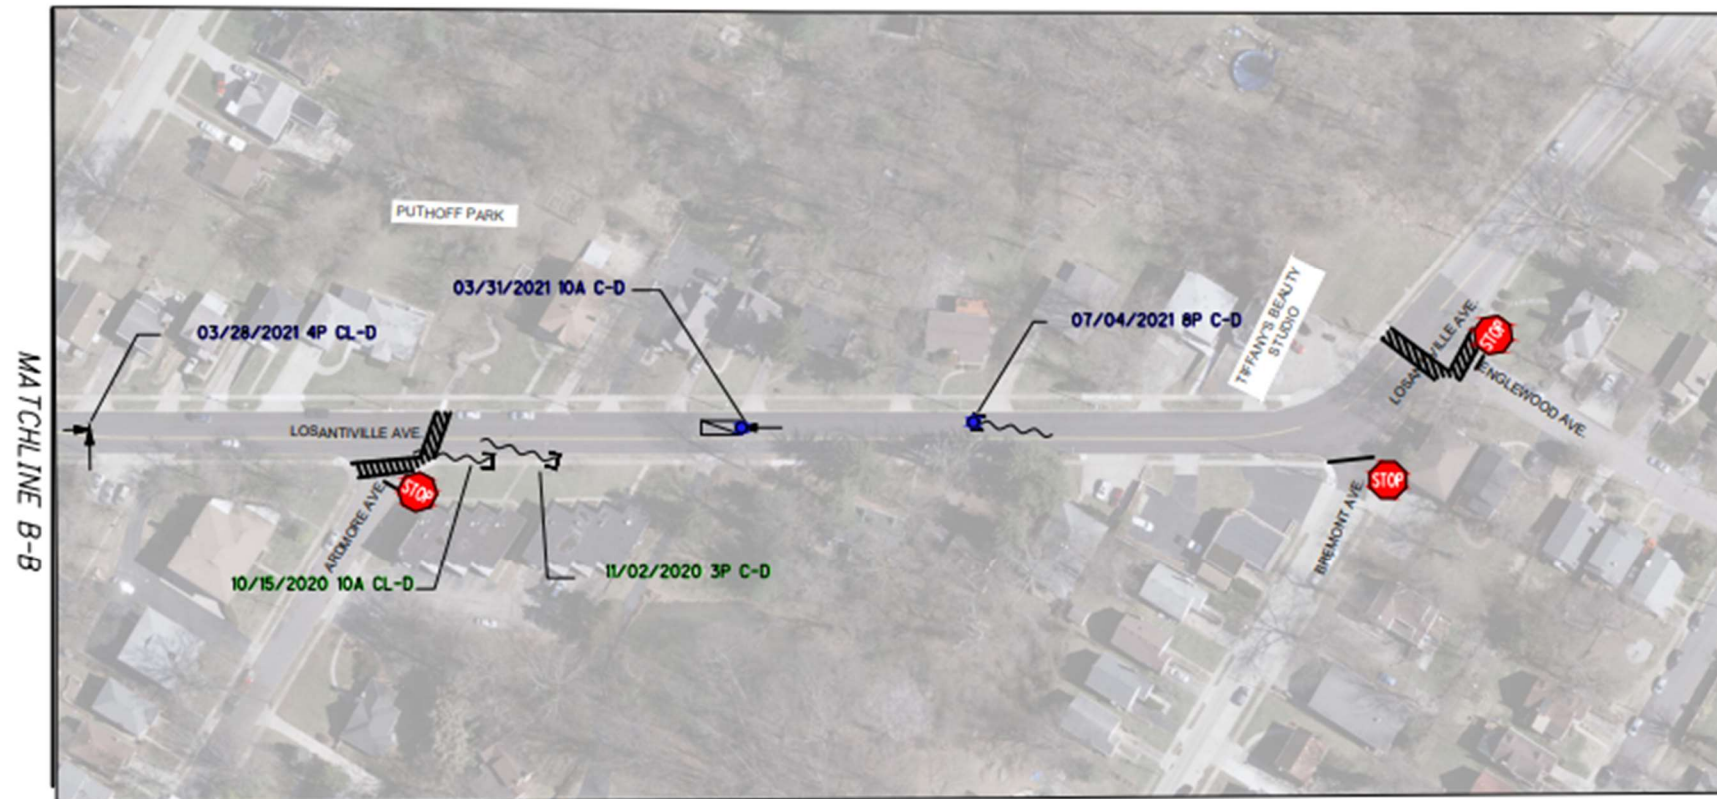 PUTHOFF PARK
03/31/2021 10A C-D
03/28/2021 4P CL-D
07/04/2021 8P C-D
TIFFANY'S BEAUTY
STUDIO
LOSANTIVILLE AVE.
STOP
ENGLEWOOD AVE.
MATCHLINE B-B
LOSANTIVILLE AVE.
STOP
ARDMORE AVE.
STOP
BREMONT AVE.
10/15/2020 10A CL-D
11/02/2020 3P C-D